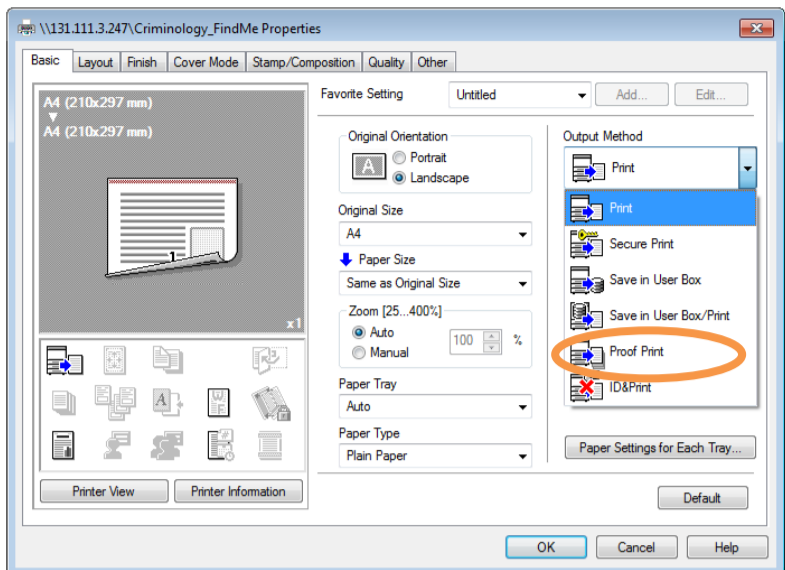 \\131.111.3.247\Criminology_FindMe Properties
Basic Layout Finish Cover Mode Stamp/Composition Quality Other
A4 (210x297 mm)
A4 (210x297 mm)
1
x1
Printer View Printer Information
Favorite Setting Untitled Add... Edit...
Original Orientation
A Portrait
Landscape
Original Size
A4
Paper Size
Same as Original Size
Zoom [25...400%]
Auto
Manual
100 %
Paper Tray
Auto
Paper Type
Plain Paper
Output Method
Print
Print
Secure Print
Save in User Box
Save in User Box/Print
Proof Print
ID&Print
Paper Settings for Each Tray...
Default
OK Cancel Help